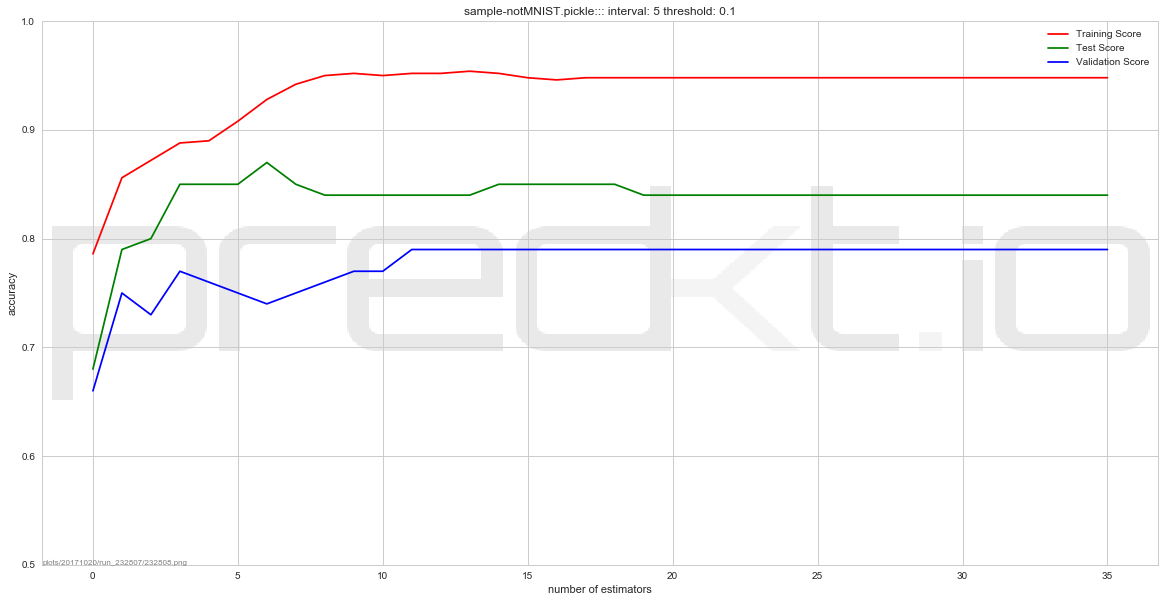 sample-notMNIST.pickle::: interval: 5 threshold: 0.1
1.0
Training Score
Test Score
Validation Score
0.9
0.8
predkt.io
accuracy
0.7
0.6
0.5
plots/20171020/run_232807/232808.png
0 5 10 15 20 25 30 35
number of estimators